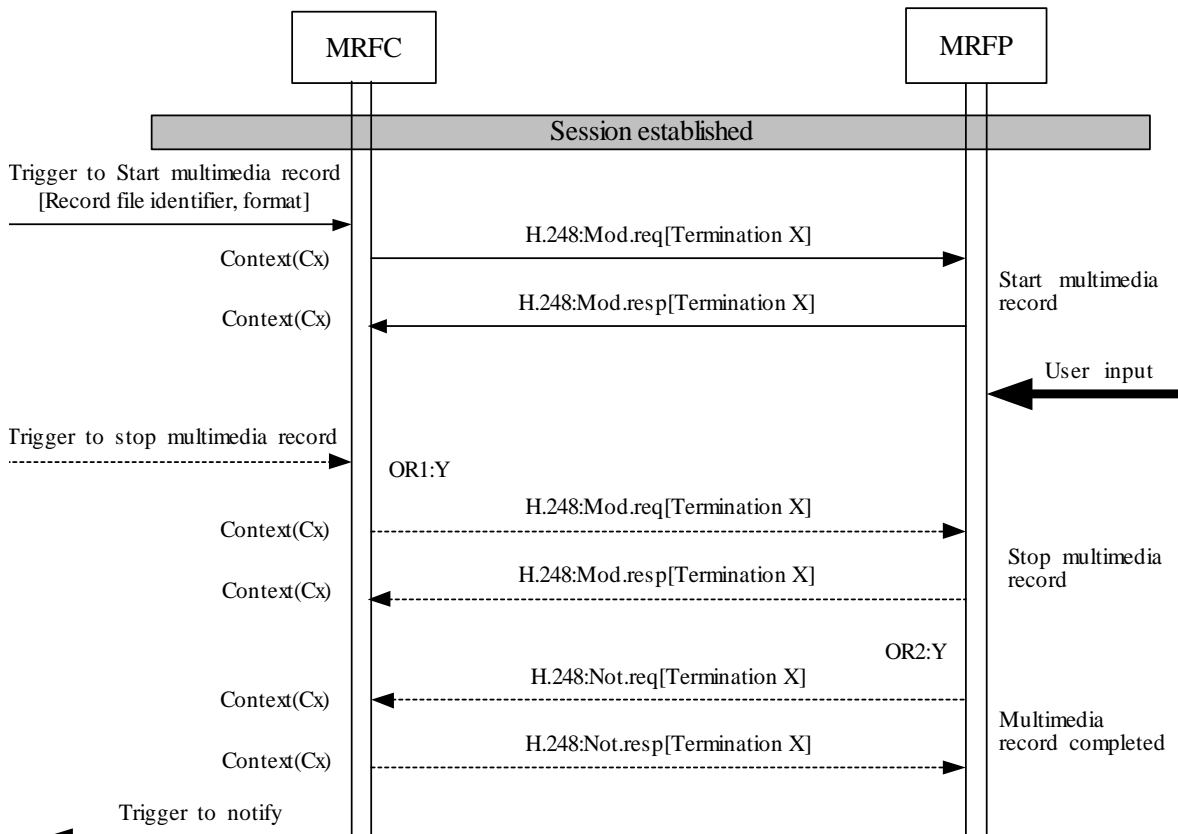 MRFC
MRFP
Session established
Trigger to Start multimedia record
[Record file identifier, format]
H.248:Mod.req[Termination X]
Context(Cx)
Start multimedia
record
H.248:Mod.resp[Termination X]
Context(Cx)
User input
Trigger to stop multimedia record
OR1:Y
H.248:Mod.req[Termination X]
Context(Cx)
Stop multimedia
record
H.248:Mod.resp[Termination X]
Context(Cx)
OR2:Y
H.248:Not.req[Termination X]
Context(Cx)
Multimedia
record completed
H.248:Not.resp[Termination X]
Context(Cx)
Trigger to notify